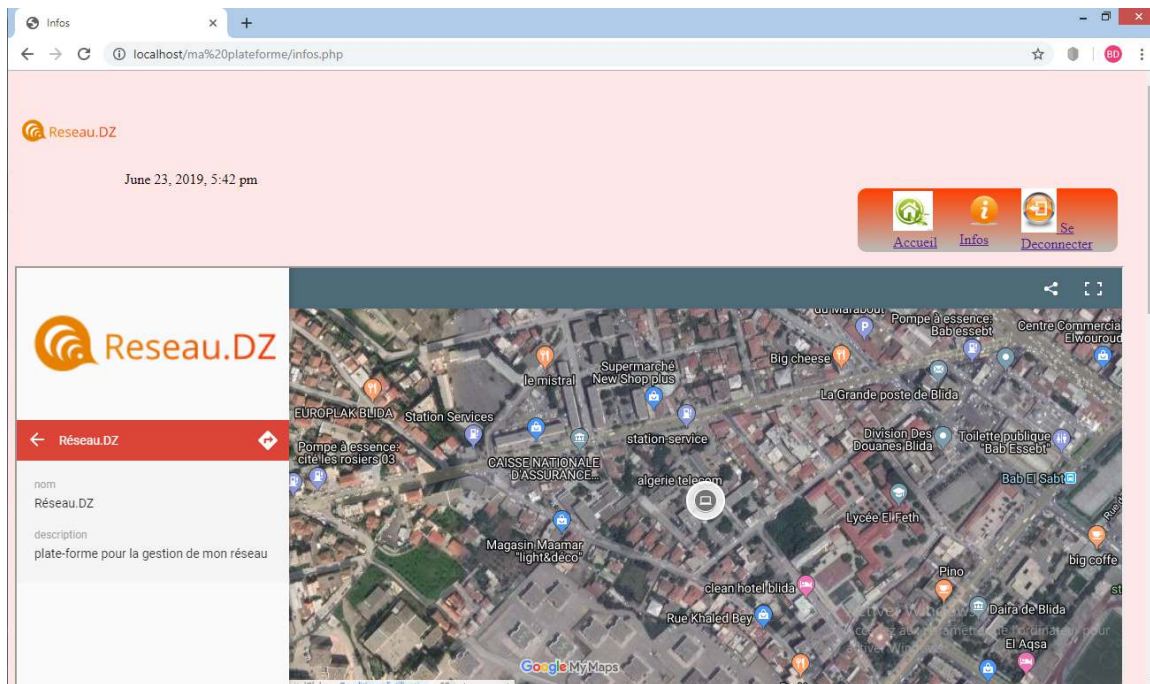 Infos
localhost/ma%20plateforme/infos.php
BD
Reseau.DZ
June 23, 2019, 5:42 pm
Accueil
Infos
Se
Deconnecter
Reseau.DZ
Réseau.DZ
nom
Réseau.DZ
description
plate-forme pour la gestion de mon réseau
du Marabout
Pompe à essence:
Bab essebt
Centre Commercial
Elwouroud
Big cheese
le mistral
Supermarché
New Shop plus
La Grande poste de Blida
EUROPLAK BLIDA
Station Services
Pompe à essence:
cité les rosiers 03
station-service
Division Des
Douanes Blida
Toilette publique
"Bab Essebt"
CAISSE NATIONALE
D'ASSURANCE...
algerie telecom
Bab El Sabt
Lycée El Feth
Magasin Maamar
"light&déco"
big coffe
Pino
clean hotel blida
Daira de Blida
Rue Khaled Bey
El Aqsa
Google My Maps